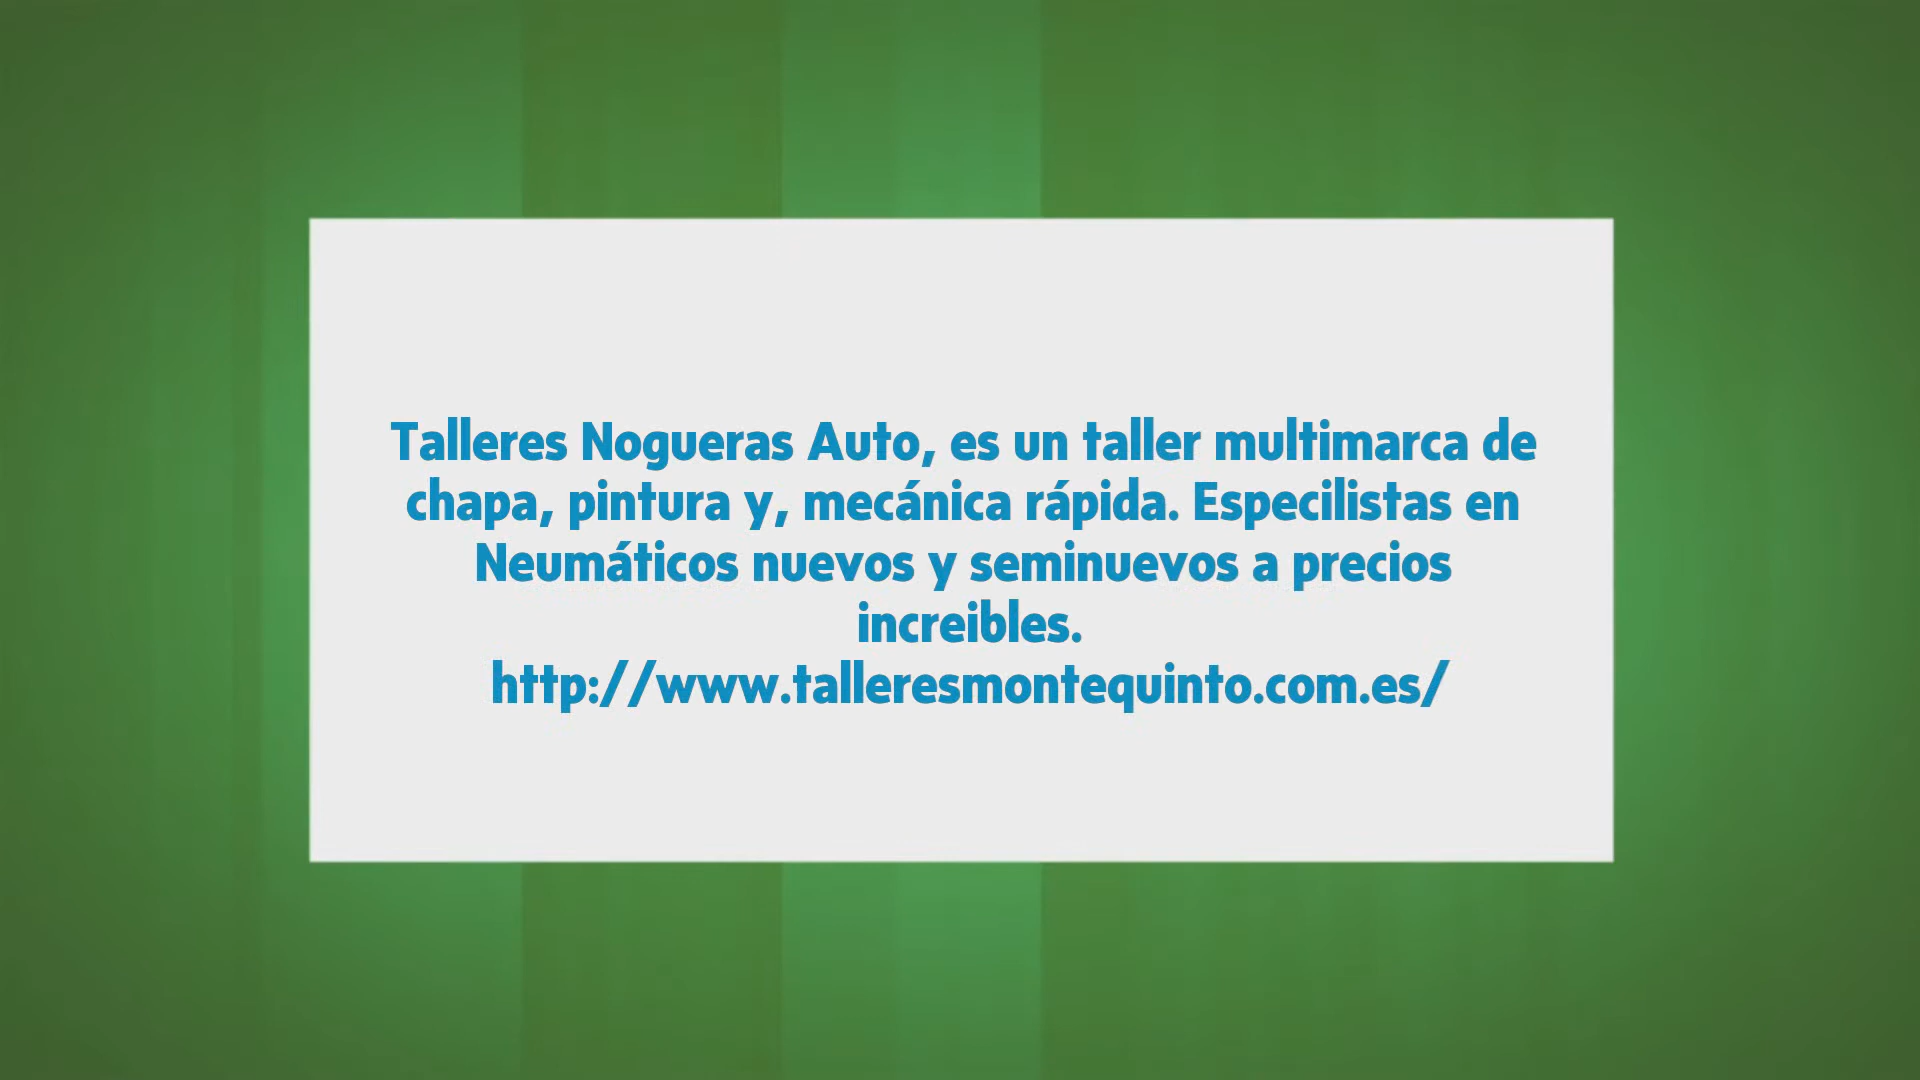 Talleres Nogueras Auto, es un taller multimarca de
chapa, pintura y, mecánica rápida. Especilistas en
Neumáticos nuevos y seminuevos a precios
increibles.
http://www.talleresmontequinto.com.es/